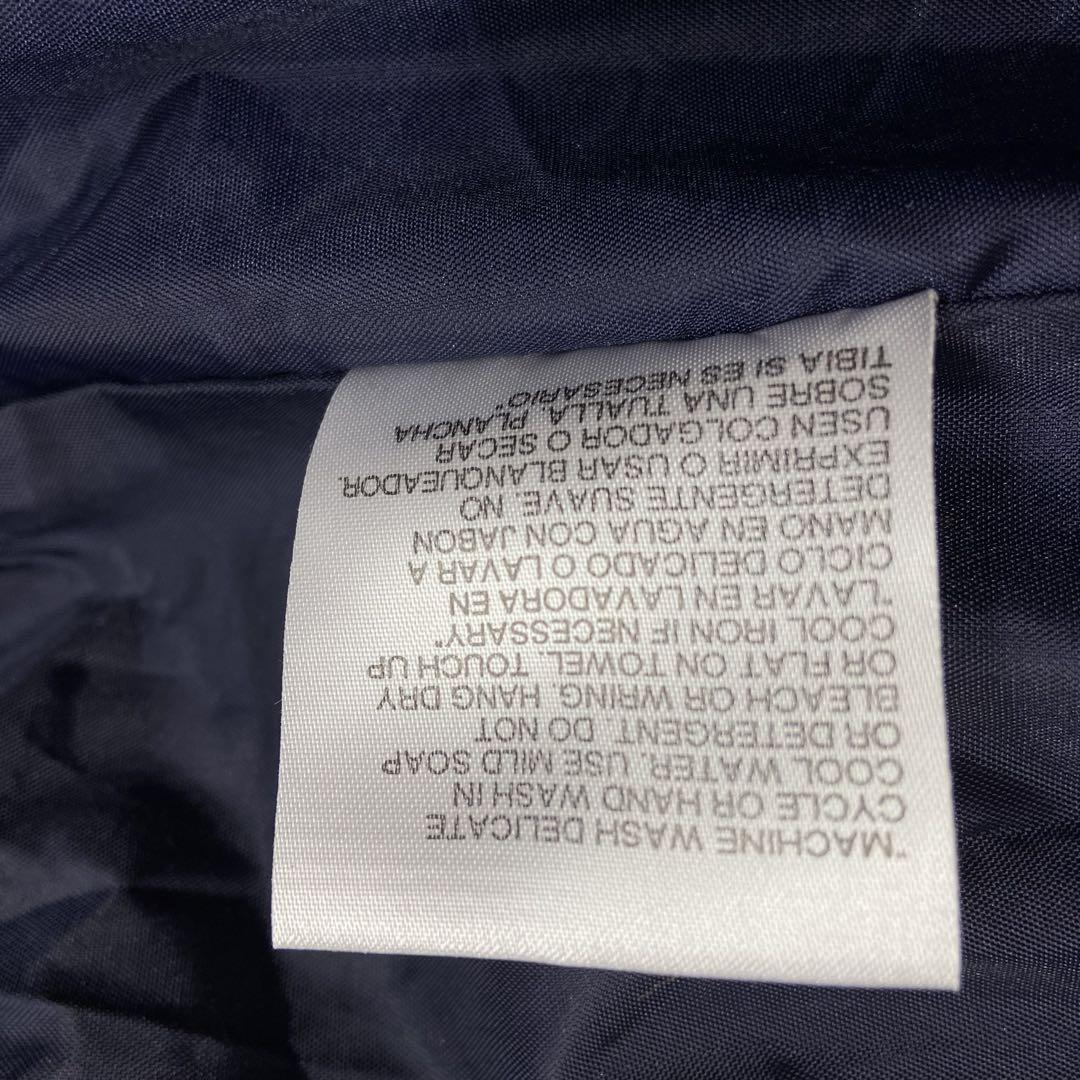 "MACHINE WASH DELICATE
CYCLE OR HAND WASH IN
COOL WATER. USE MILD SOAP
OR DETERGENT. DO NOT
BLEACH OR WRING. HANG DRY
OR FLAT ON TOWEL. TOUCH UP
COOL IRON IF NECESSARY"
"LAVAR EN LAVADORA EN
CICLO DELICADO O LAVAR A
MANO EN AGUA CON JABON
DETERGENTE SUAVE. NO
EXPRIMIR O USAR BLANQUEADOR.
USEN COLGADOR O SECAR
SOBRE UNA TUALLA. PLANCHA
TIBIA SI ES NECESARIO"